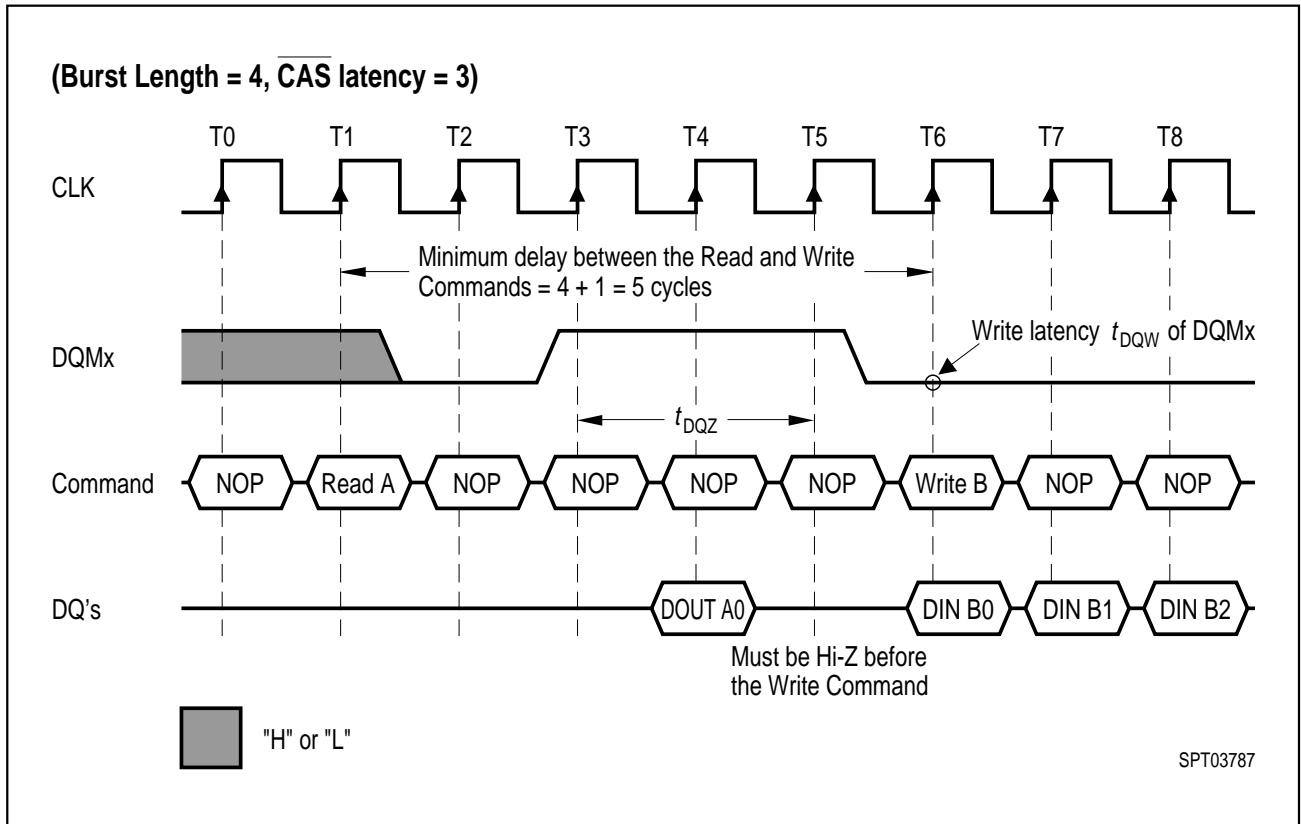 (Burst Length = 4, CAS latency = 3)
T0 T1 T2 T3 T4 T5 T6 T7 T8
CLK
Minimum delay between the Read and Write
Commands = 4 + 1 = 5 cycles
Write latency tDQW of DQMx
DQMx
tDQZ
Command NOP Read A NOP NOP NOP NOP Write B NOP NOP
DQ's DOUT A0 DIN B0 DIN B1 DIN B2
Must be Hi-Z before
the Write Command
"H" or "L"
SPT03787